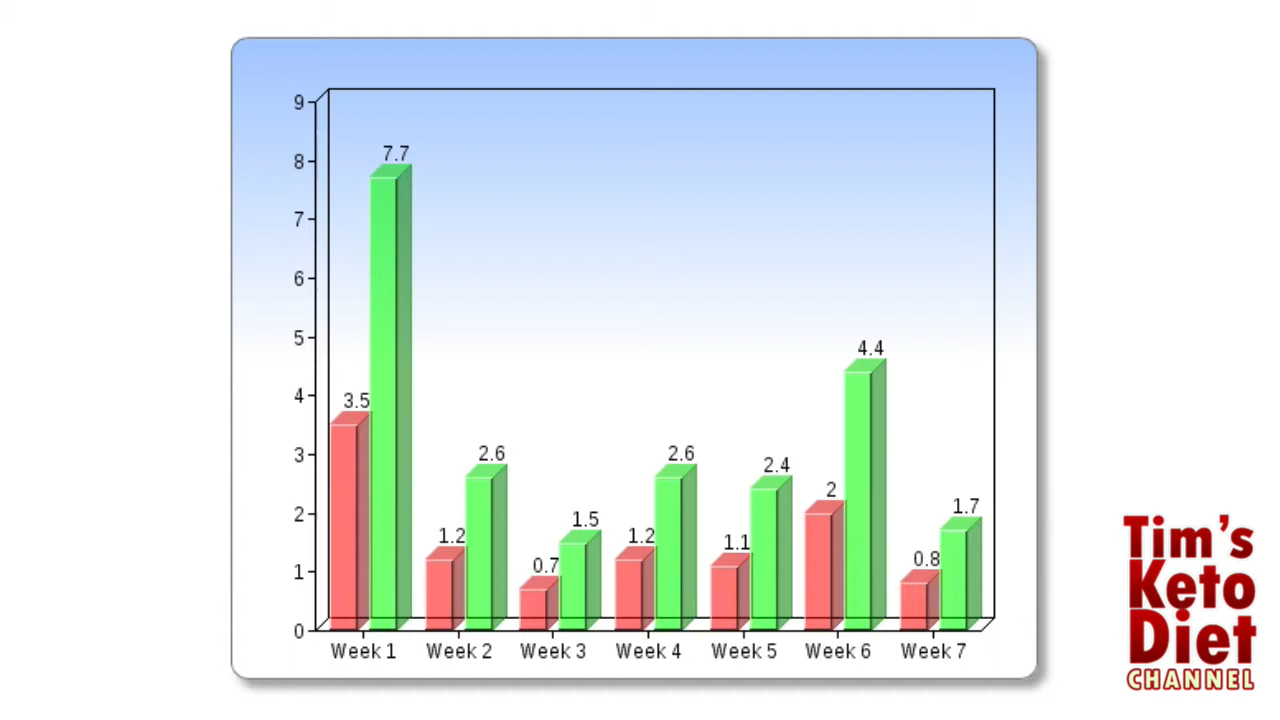 9
8
7
6
5
4
3
2
1
0
3.5
7.7
1.2
2.6
0.7
1.5
1.2
2.6
1.1
2.4
2
4.4
0.8
1.7
Week 1
Week 2
Week 3
Week 4
Week 5
Week 6
Week 7
Tim's
Keto
Diet
CHANNEL